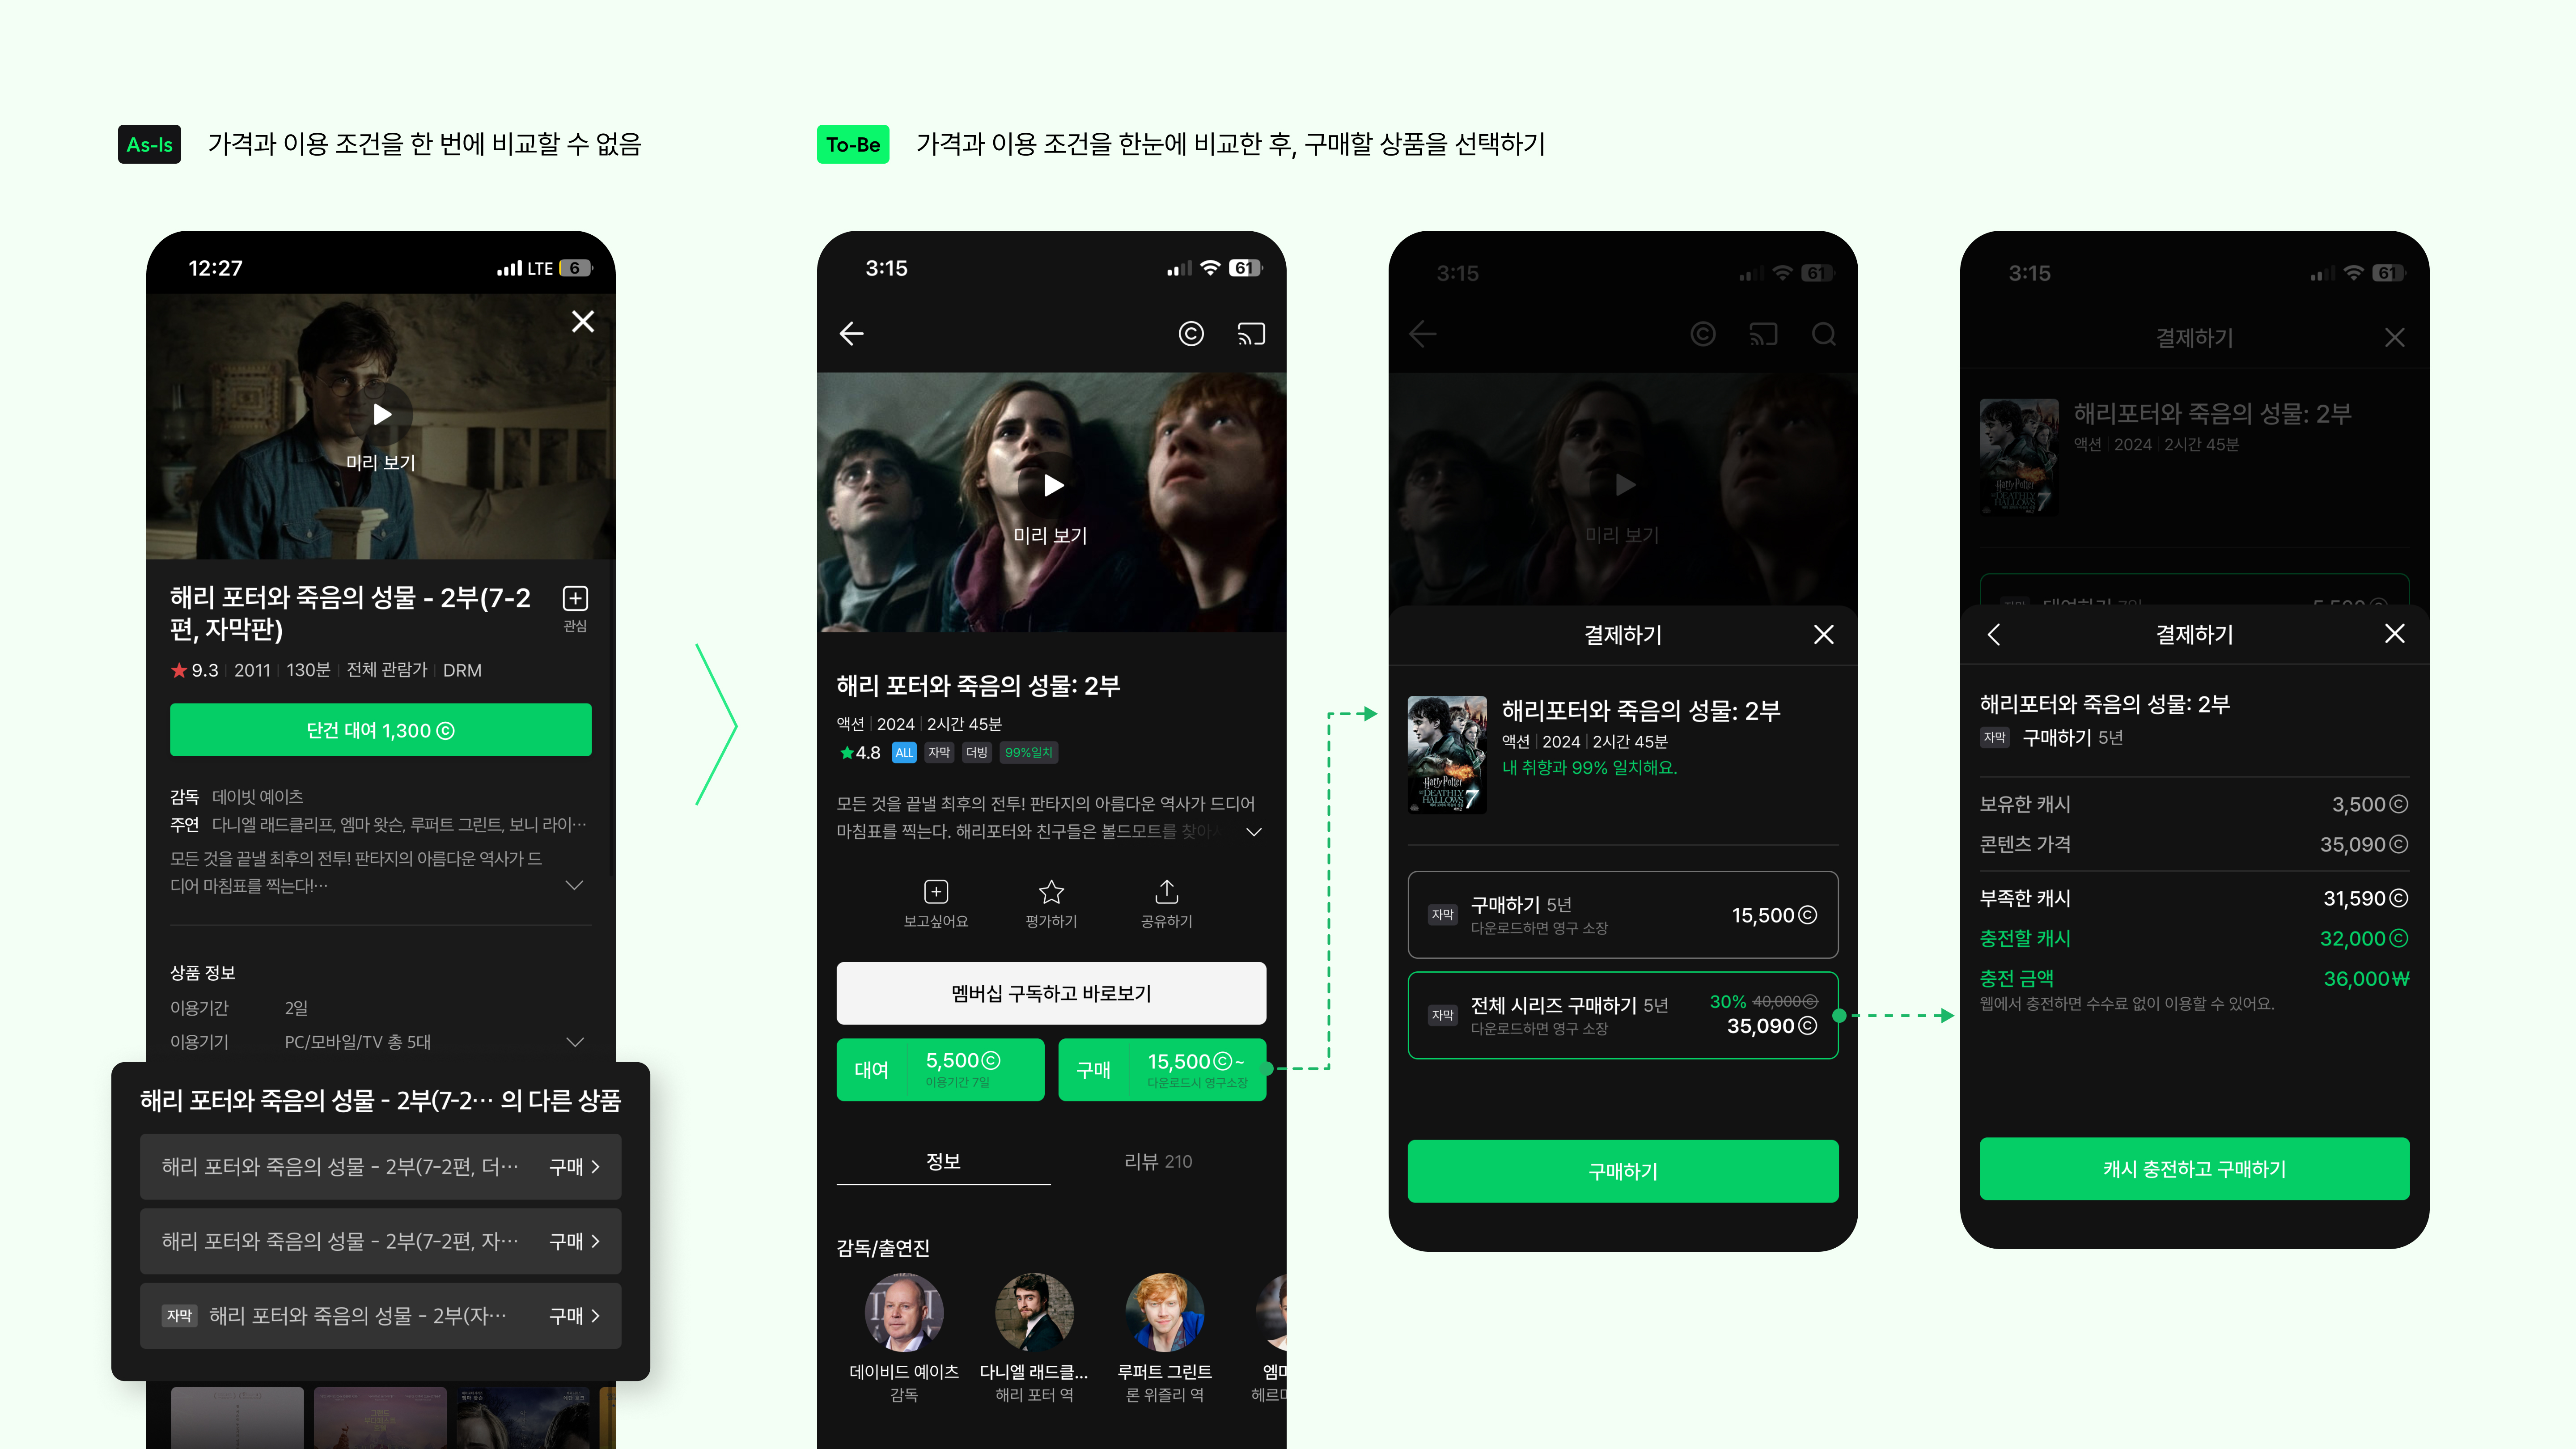 As-Is 가격과 이용 조건을 한 번에 비교할 수 없음
To-Be 가격과 이용 조건을 한눈에 비교한 후, 구매할 상품을 선택하기
12:27 LTE 6
미리 보기
해리 포터와 죽음의 성물 - 2부(7-2
편, 자막판)
관심
9.3 2011 130분 전체 관람가 DRM
단건 대여 1,300 ⓒ
감독 데이빗 예이츠
주연 다니엘 래드클리프, 엠마 왓슨, 루퍼트 그린트, 보니 라이…
모든 것을 끝낼 최후의 전투! 판타지의 아름다운 역사가 드
디어 마침표를 찍는다!…
상품 정보
이용기간 2일
이용기기 PC/모바일/TV 총 5대
해리 포터와 죽음의 성물 - 2부(7-2… 의 다른 상품
해리 포터와 죽음의 성물 - 2부(7-2편, 더… 구매
해리 포터와 죽음의 성물 - 2부(7-2편, 자… 구매
자막 해리 포터와 죽음의 성물 - 2부(자… 구매
3:15 61
미리 보기
해리 포터와 죽음의 성물: 2부
액션 2024 2시간 45분
4.8 ALL 자막 더빙 99%일치
모든 것을 끝낼 최후의 전투! 판타지의 아름다운 역사가 드디어
마침표를 찍는다. 해리포터와 친구들은 볼드모트를 찾아
보고싶어요 평가하기 공유하기
멤버십 구독하고 바로보기
대여 5,500ⓒ
이용기간 7일
구매 15,500ⓒ~
다운로드시 영구소장
정보 리뷰 210
감독/출연진
데이비드 예이츠 다니엘 래드클... 루퍼트 그린트
감독 해리 포터 역 론 위즐리 역
3:15 61
미리 보기
결제하기
Harry Potter
DEATHLY
HALLOWS 7
해리포터와 죽음의 성물: 2부
액션 2024 2시간 45분
내 취향과 99% 일치해요.
자막 구매하기 5년 15,500ⓒ
다운로드하면 영구 소장
자막 전체 시리즈 구매하기 5년 30% 40,000ⓒ
다운로드하면 영구 소장 35,090ⓒ
구매하기
3:15 61
결제하기
Harry Potter
DEATHLY
HALLOWS 7
해리포터와 죽음의 성물: 2부
액션 2024 2시간 45분
결제하기
해리포터와 죽음의 성물: 2부
자막 구매하기 5년
보유한 캐시 3,500ⓒ
콘텐츠 가격 35,090ⓒ
부족한 캐시 31,590ⓒ
충전할 캐시 32,000ⓒ
충전 금액 36,000₩
웹에서 충전하면 수수료 없이 이용할 수 있어요.
캐시 충전하고 구매하기